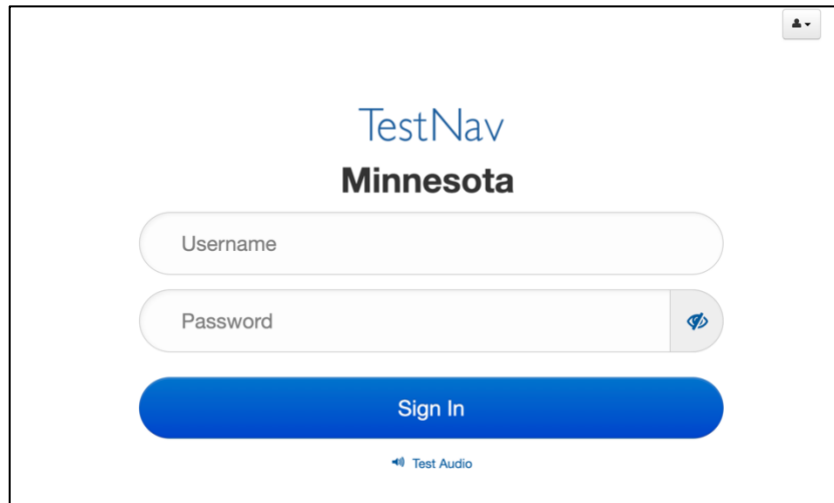 TestNav
Minnesota
Username
Password
Sign In
Test Audio